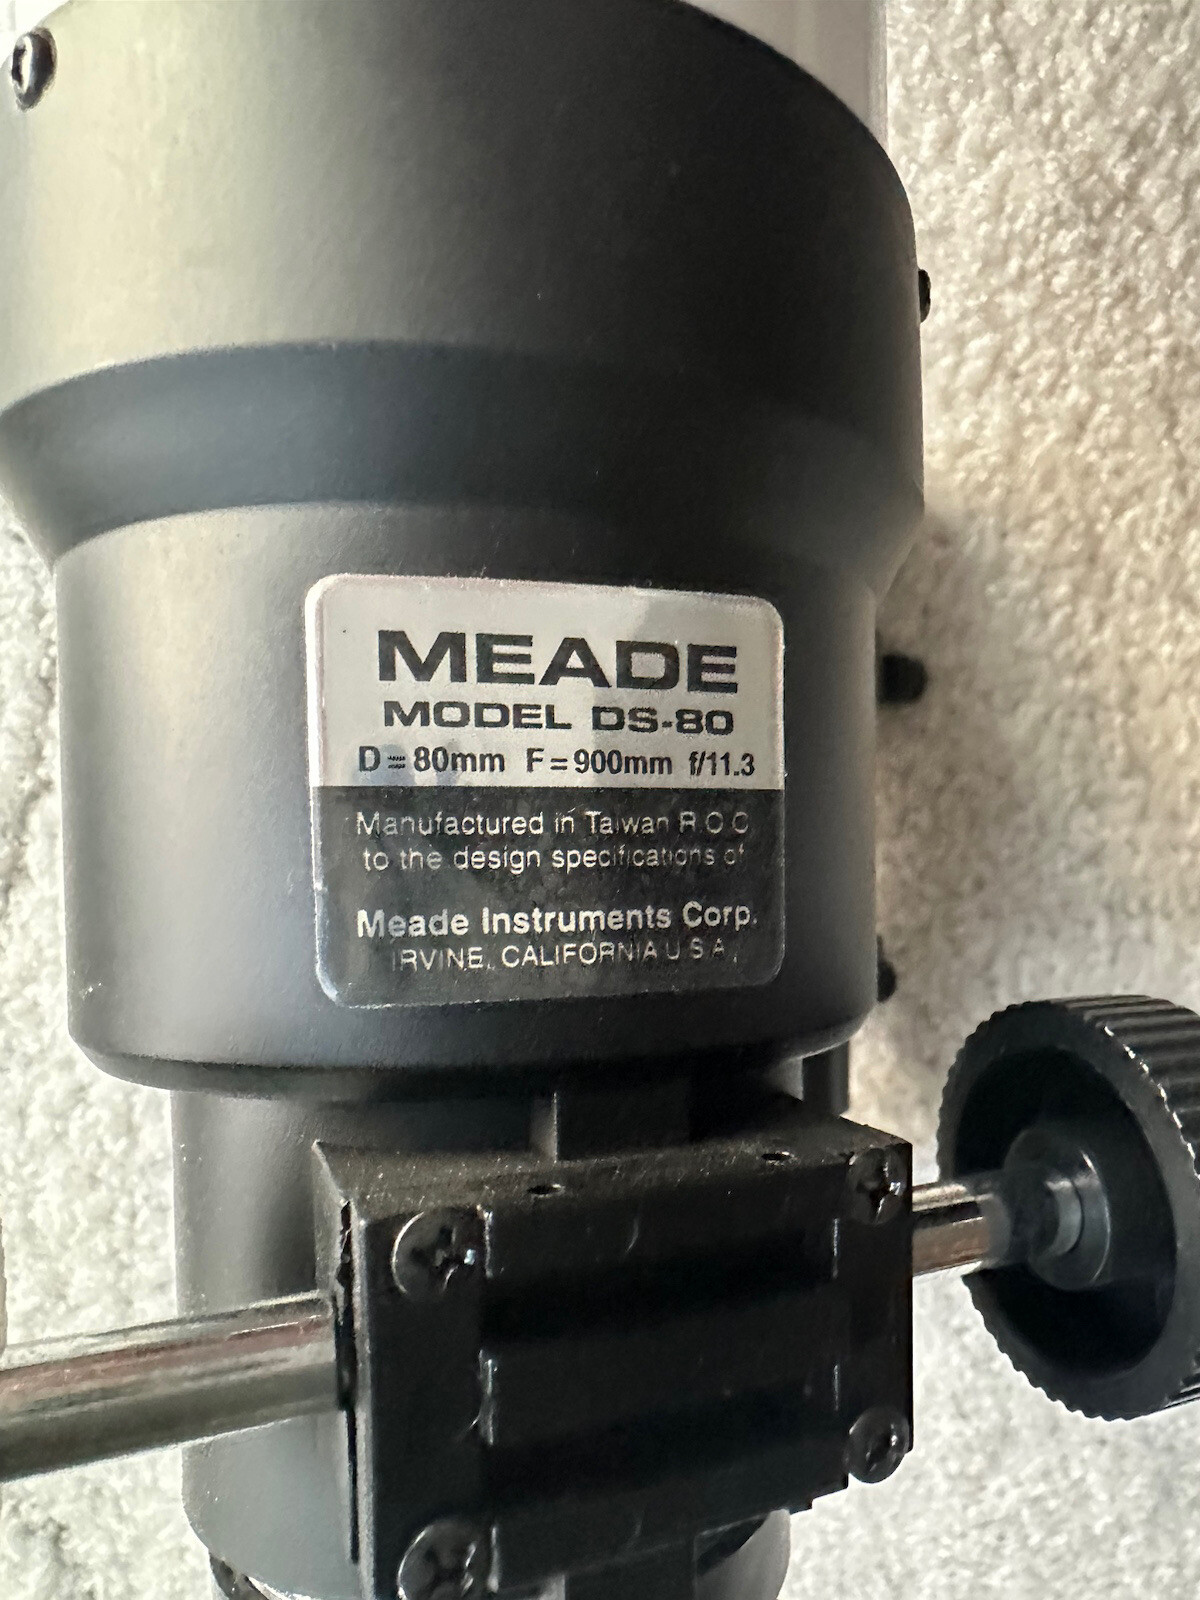 MEADE
MODEL DS-80
D=80mm F=900mm f/11.3
Manufactured in Taiwan R.O.C
to the design specifications of
Meade Instruments Corp.
IRVINE, CALIFORNIA U.S.A.